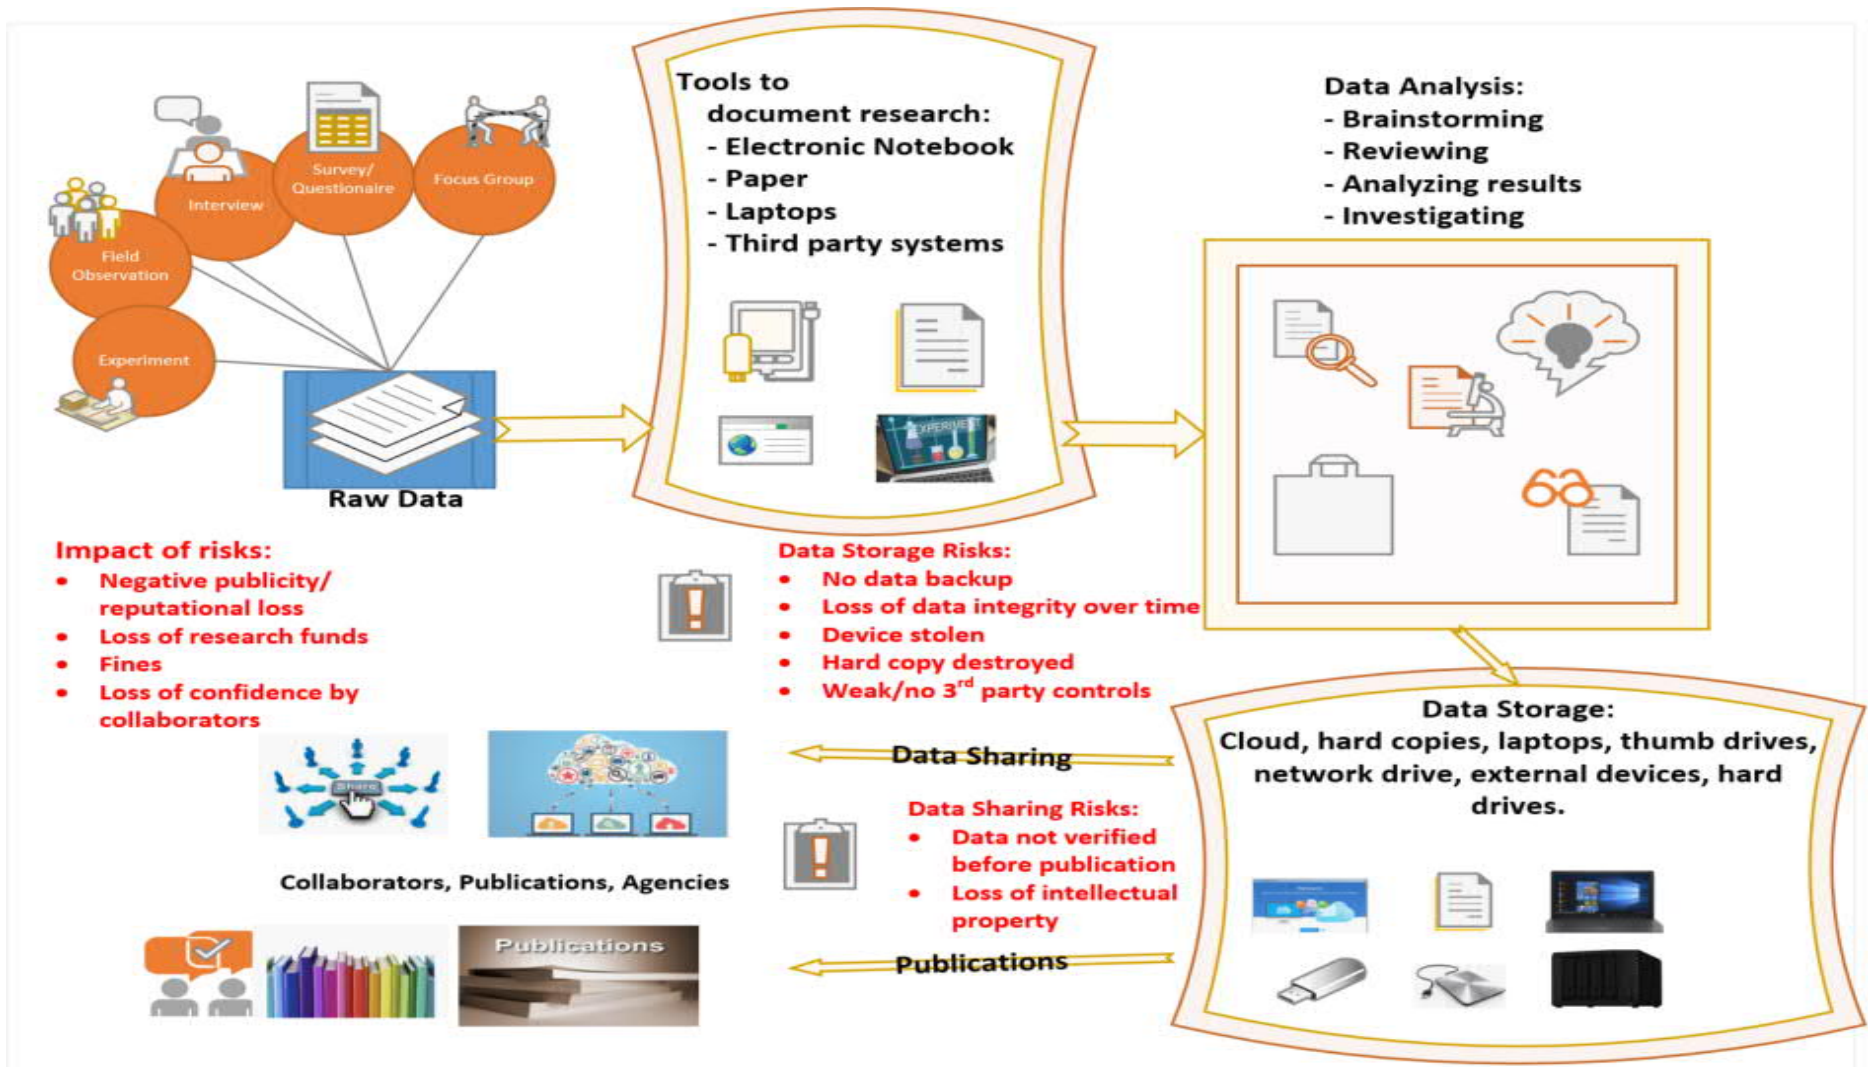 Survey/
Questionaire
Focus Group
Interview
Field
Observation
Experiment
Raw Data
Tools to
document research:
- Electronic Notebook
- Paper
- Laptops
- Third party systems
EXPERIMENT
Data Analysis:
- Brainstorming
- Reviewing
- Analyzing results
- Investigating
Impact of risks:
• Negative publicity/
reputational loss
• Loss of research funds
• Fines
• Loss of confidence by
collaborators
Data Storage Risks:
• No data backup
• Loss of data integrity over time
• Device stolen
• Hard copy destroyed
• Weak/no 3rd party controls
Data Storage:
Cloud, hard copies, laptops, thumb drives,
network drive, external devices, hard
drives.
Data Sharing
Share
Data Sharing Risks:
• Data not verified
before publication
• Loss of intellectual
property
Collaborators, Publications, Agencies
Publications
Publications